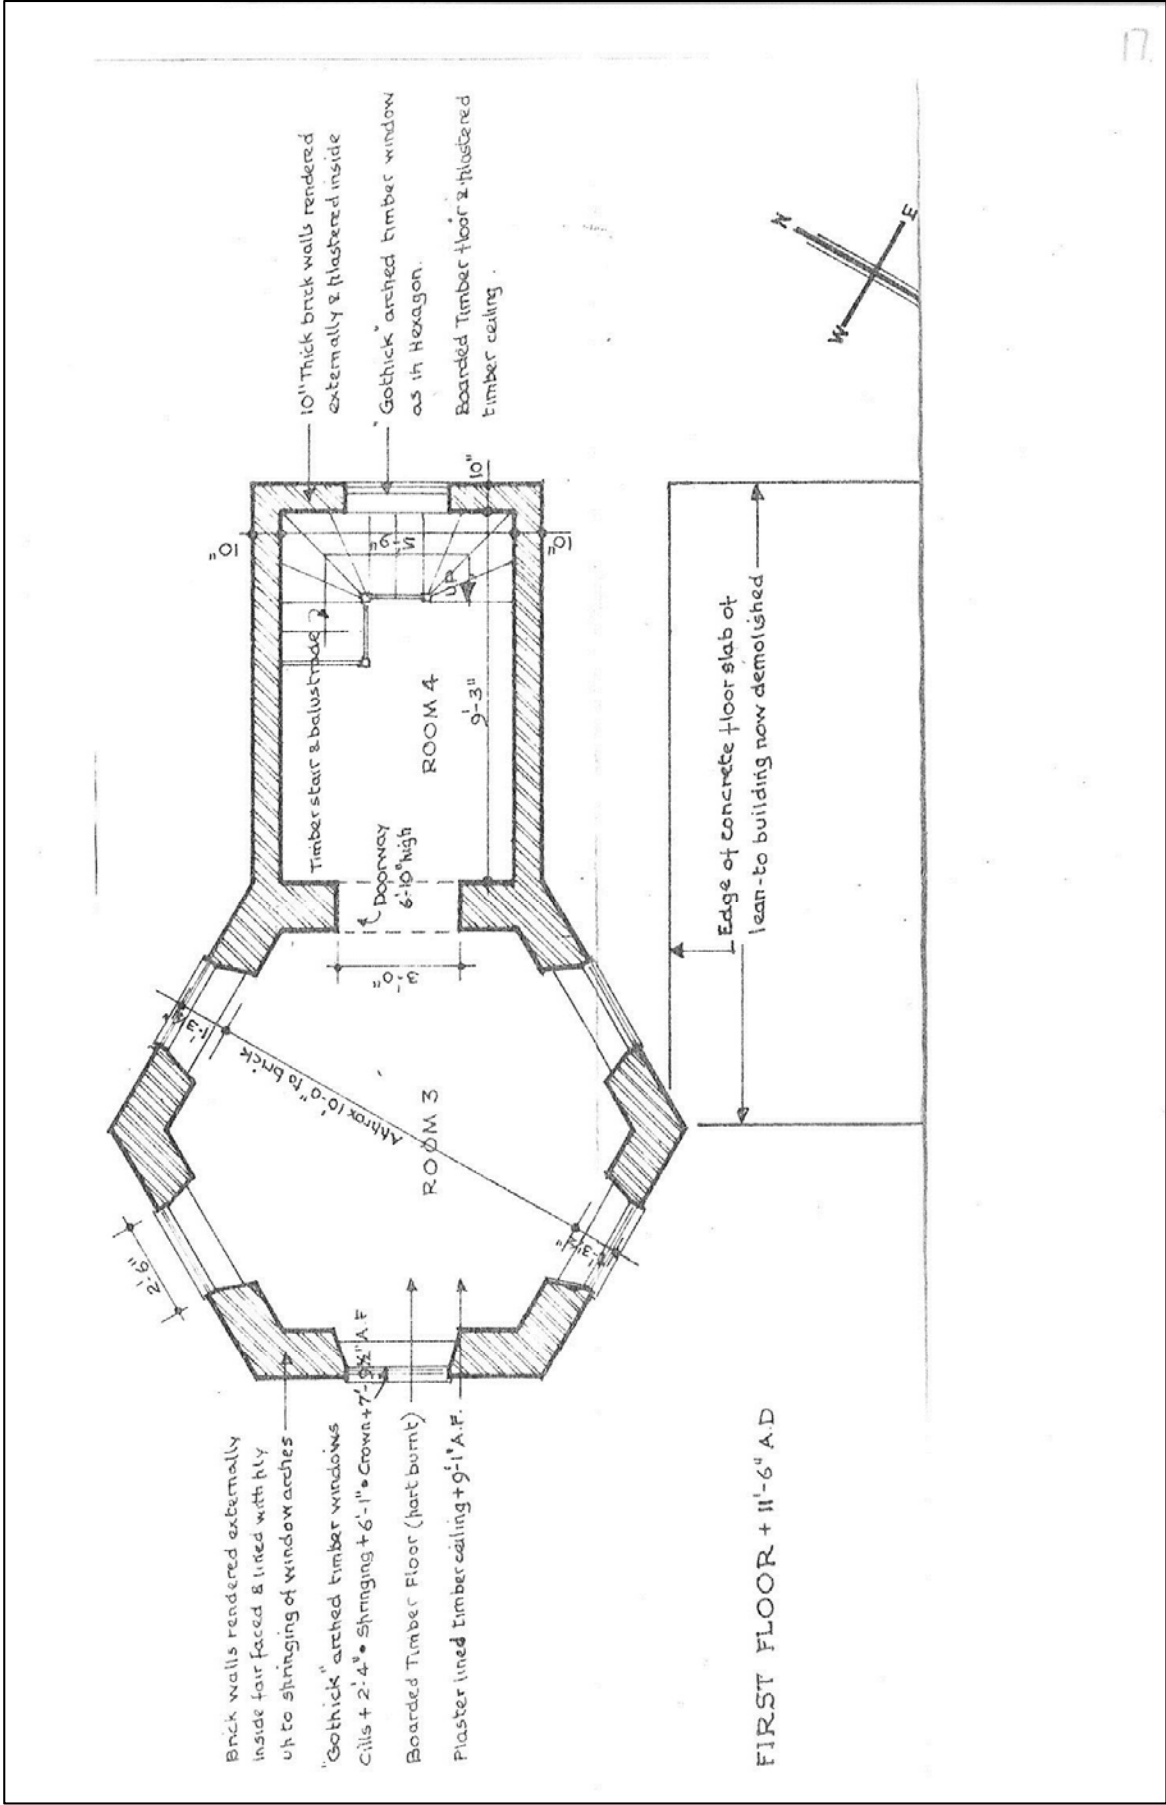 17.
Brick walls rendered externally
inside fair faced & lined with ply
up to springing of window arches
"Gothick" arched timber windows
Cills + 2'-4" • Springing + 6'-1" • Crown + 7'-9½" A.F
Boarded Timber Floor (part burnt)
Plaster lined timber ceiling + 9'-1" A.F.
2'-6"
1'-3½"
Approx 10'-0" to brick
1'-3½"
ROOM 3
3'-0"
Doorway
6'-10" high
Timber stair & balustrade
ROOM 4
9'-3"
UP
10"
10"
10"
10" Thick brick walls rendered
externally & plastered inside
"Gothick" arched timber window
as in Hexagon.
Boarded Timber floor & plastered
timber ceiling.
Edge of concrete floor slab of
lean-to building now demolished
N
E
W
FIRST FLOOR + 11'-6" A.D